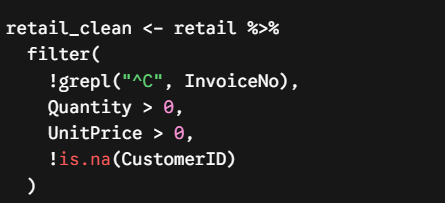 retail_clean <- retail %>%
  filter(
    !grepl("^C", InvoiceNo),
    Quantity > 0,
    UnitPrice > 0,
    !is.na(CustomerID)
  )